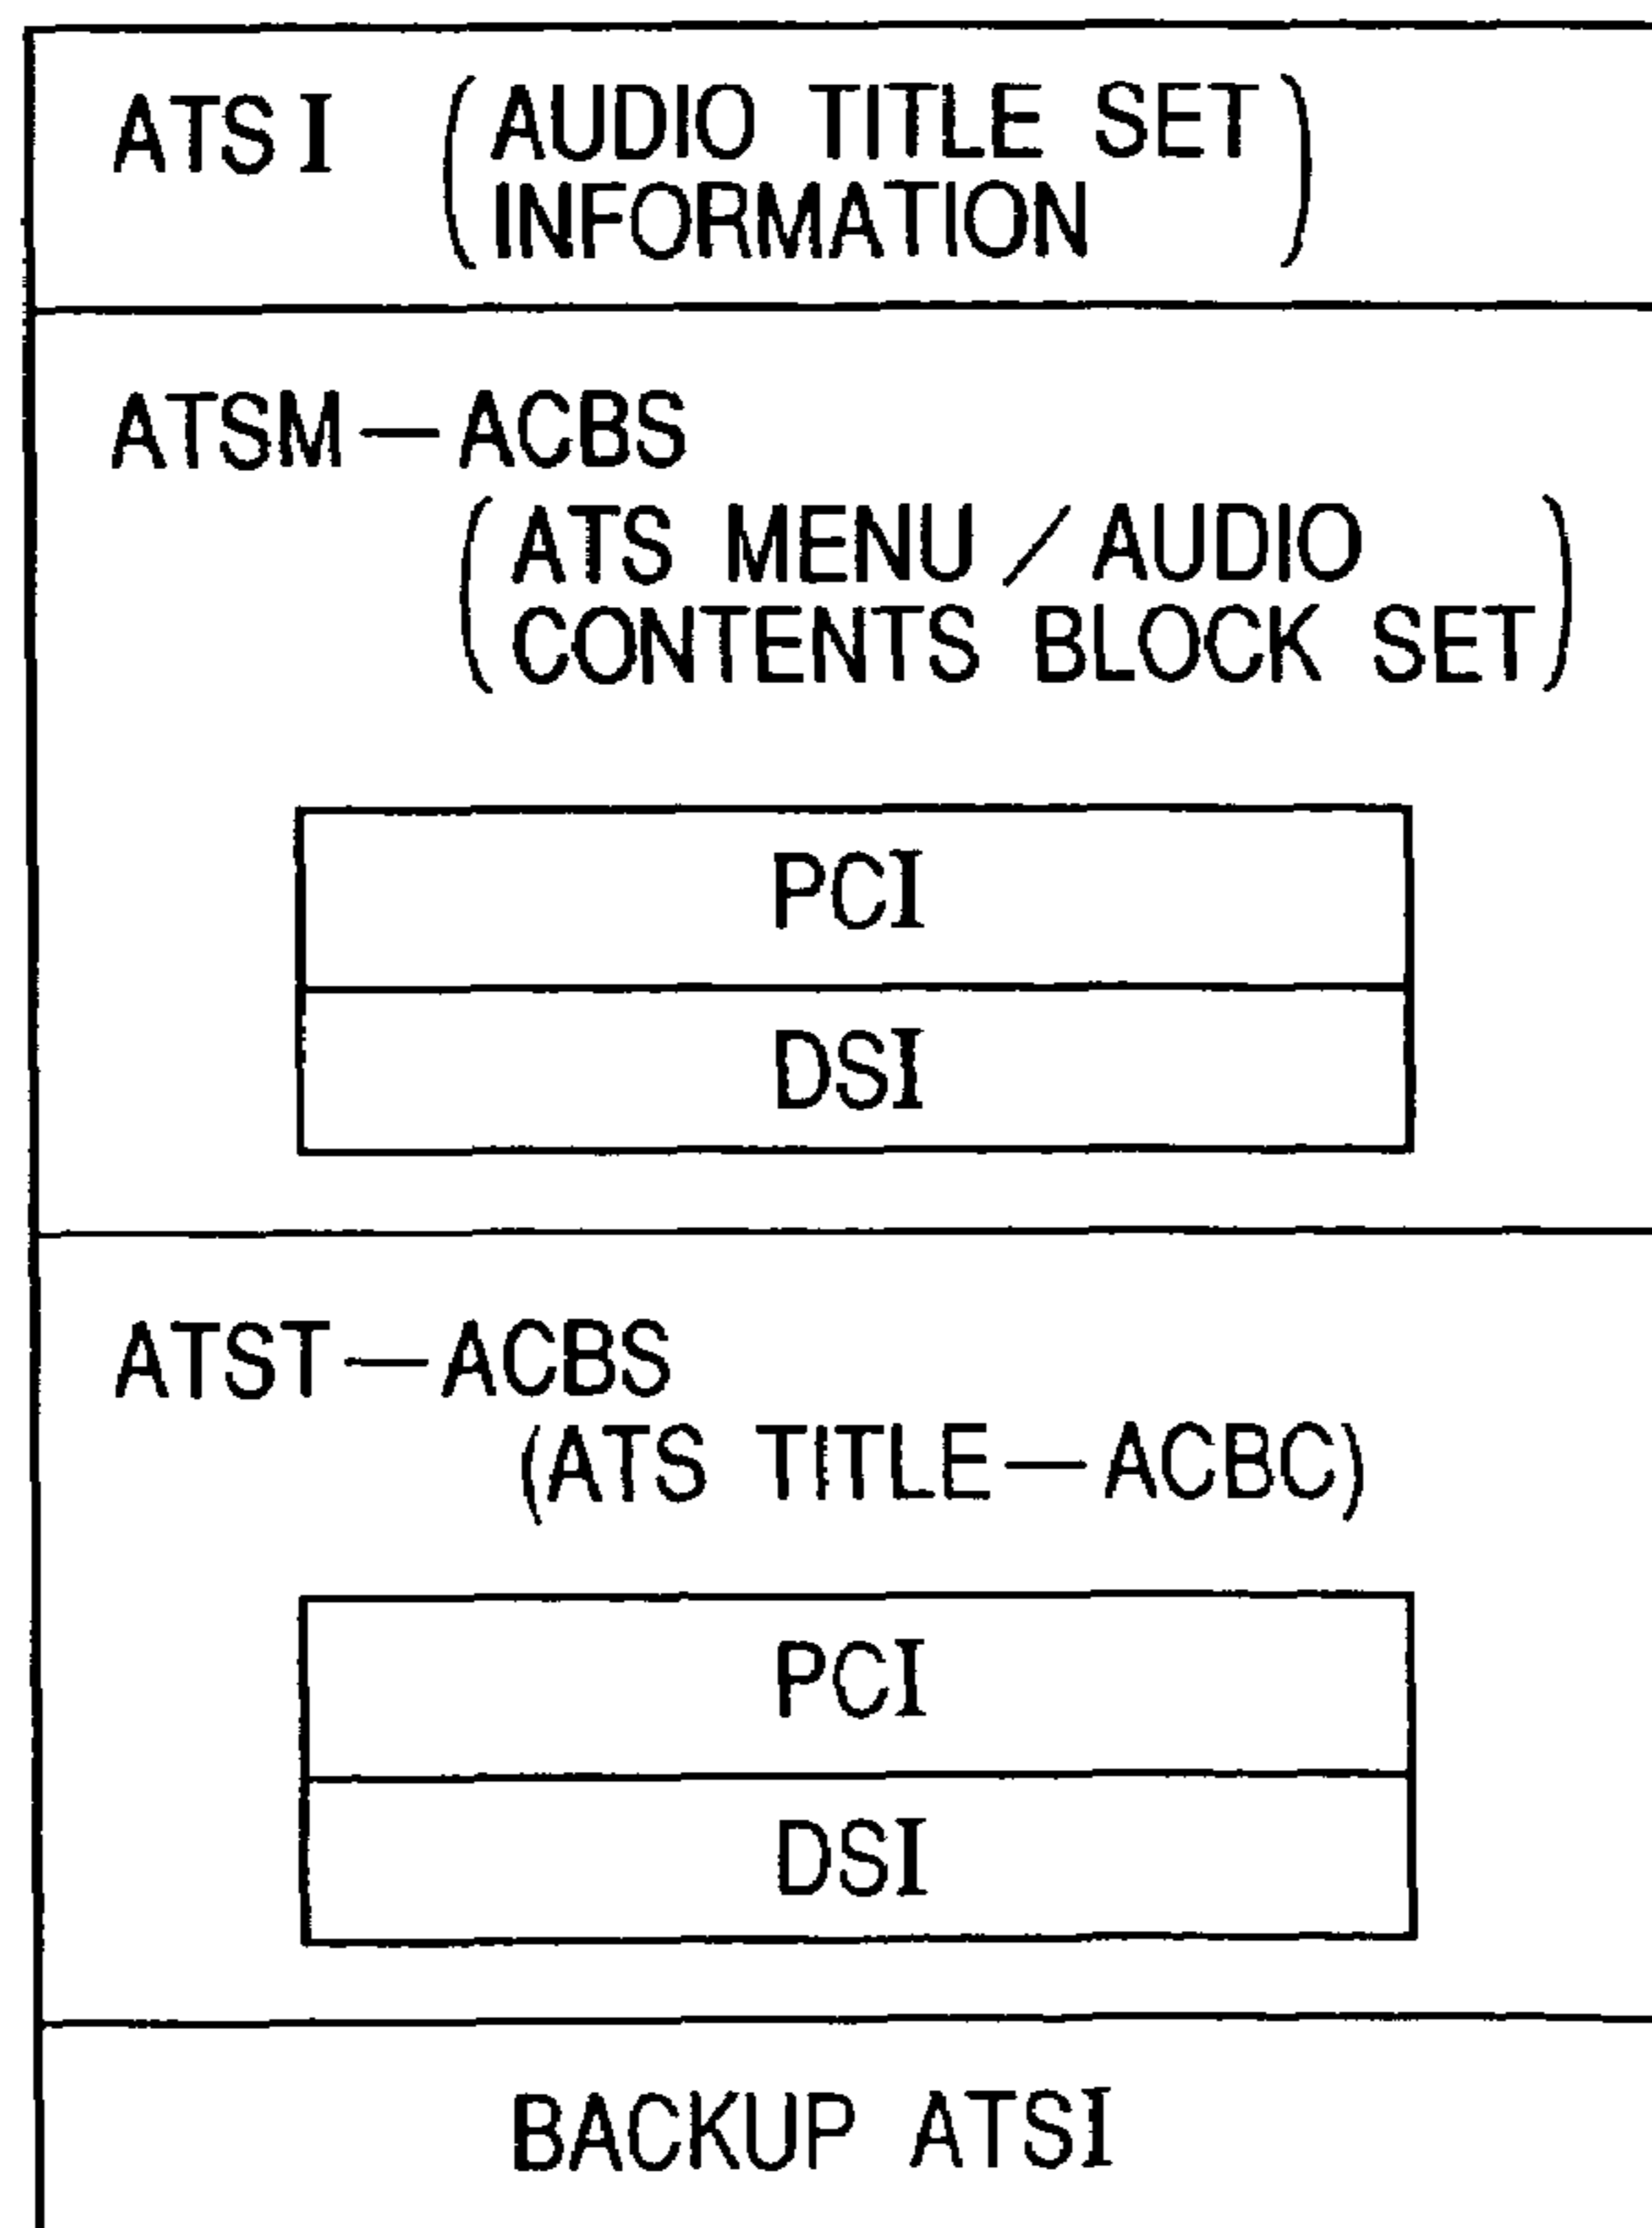 ATSI (AUDIO TITLE SET
INFORMATION)
ATSM-ACBS
(ATS MENU/AUDIO
CONTENTS BLOCK SET)
PCI
DSI
ATST-ACBS
(ATS TITLE-ACBC)
PCI
DSI
BACKUP ATSI